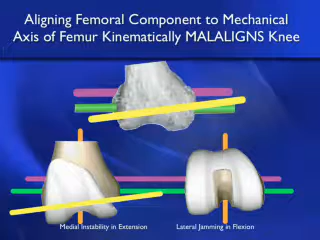 Aligning Femoral Component to Mechanical
Axis of Femur Kinematically MALALIGNS Knee
Medial Instability in Extension
Lateral Jamming in Flexion